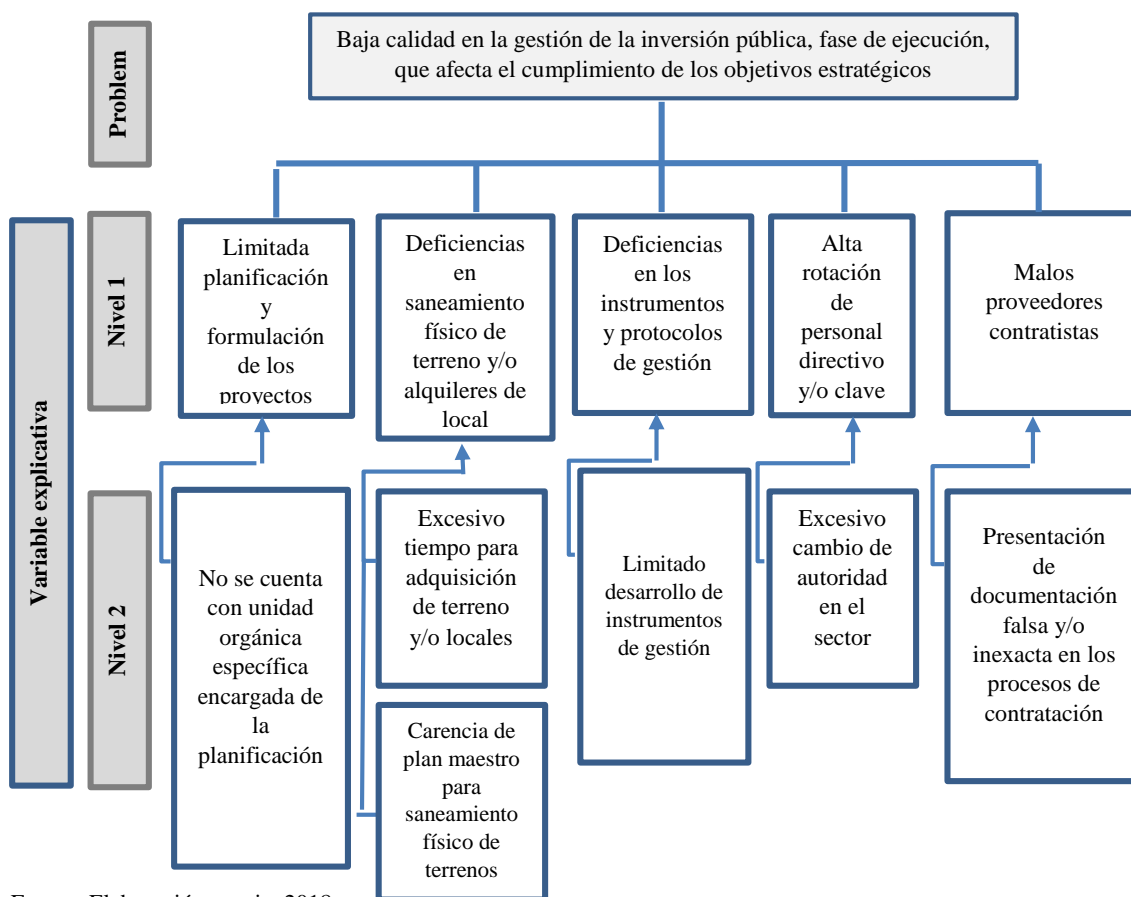 Baja calidad en la gestión de la inversión pública, fase de ejecución,
que afecta el cumplimiento de los objetivos estratégicos
Problem
Variable explicativa
Nivel 1
Limitada
planificación
y
formulación
de los
proyectos
Deficiencias
en
saneamiento
físico de
terreno y/o
alquileres de
local
Deficiencias
en los
instrumentos
y protocolos
de gestión
Alta
rotación
de
personal
directivo
y/o clave
Malos
proveedores
contratistas
Nivel 2
No se cuenta
con unidad
orgánica
específica
encargada de
la
planificación
Excesivo
tiempo para
adquisición
de terreno
y/o locales
Carencia de
plan maestro
para
saneamiento
físico de
terrenos
Limitado
desarrollo de
instrumentos
de gestión
Excesivo
cambio de
autoridad
en el
sector
Presentación
de
documentación
falsa y/o
inexacta en los
procesos de
contratación